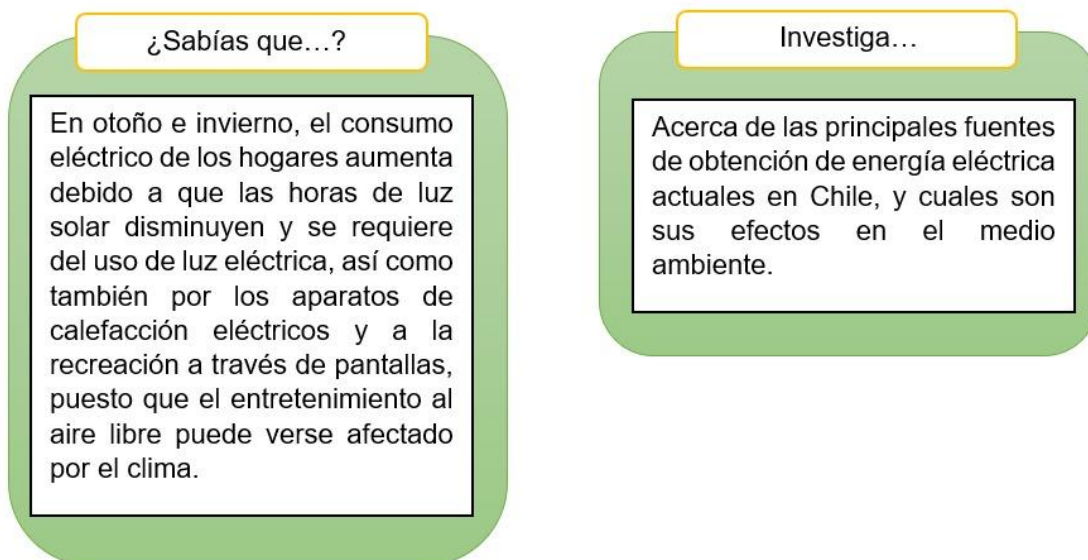 ¿Sabías que…?
En otoño e invierno, el consumo
eléctrico de los hogares aumenta
debido a que las horas de luz
solar disminuyen y se requiere
del uso de luz eléctrica, así como
también por los aparatos de
calefacción eléctricos y a la
recreación a través de pantallas,
puesto que el entretenimiento al
aire libre puede verse afectado
por el clima.
Investiga…
Acerca de las principales fuentes
de obtención de energía eléctrica
actuales en Chile, y cuales son
sus efectos en el medio
ambiente.